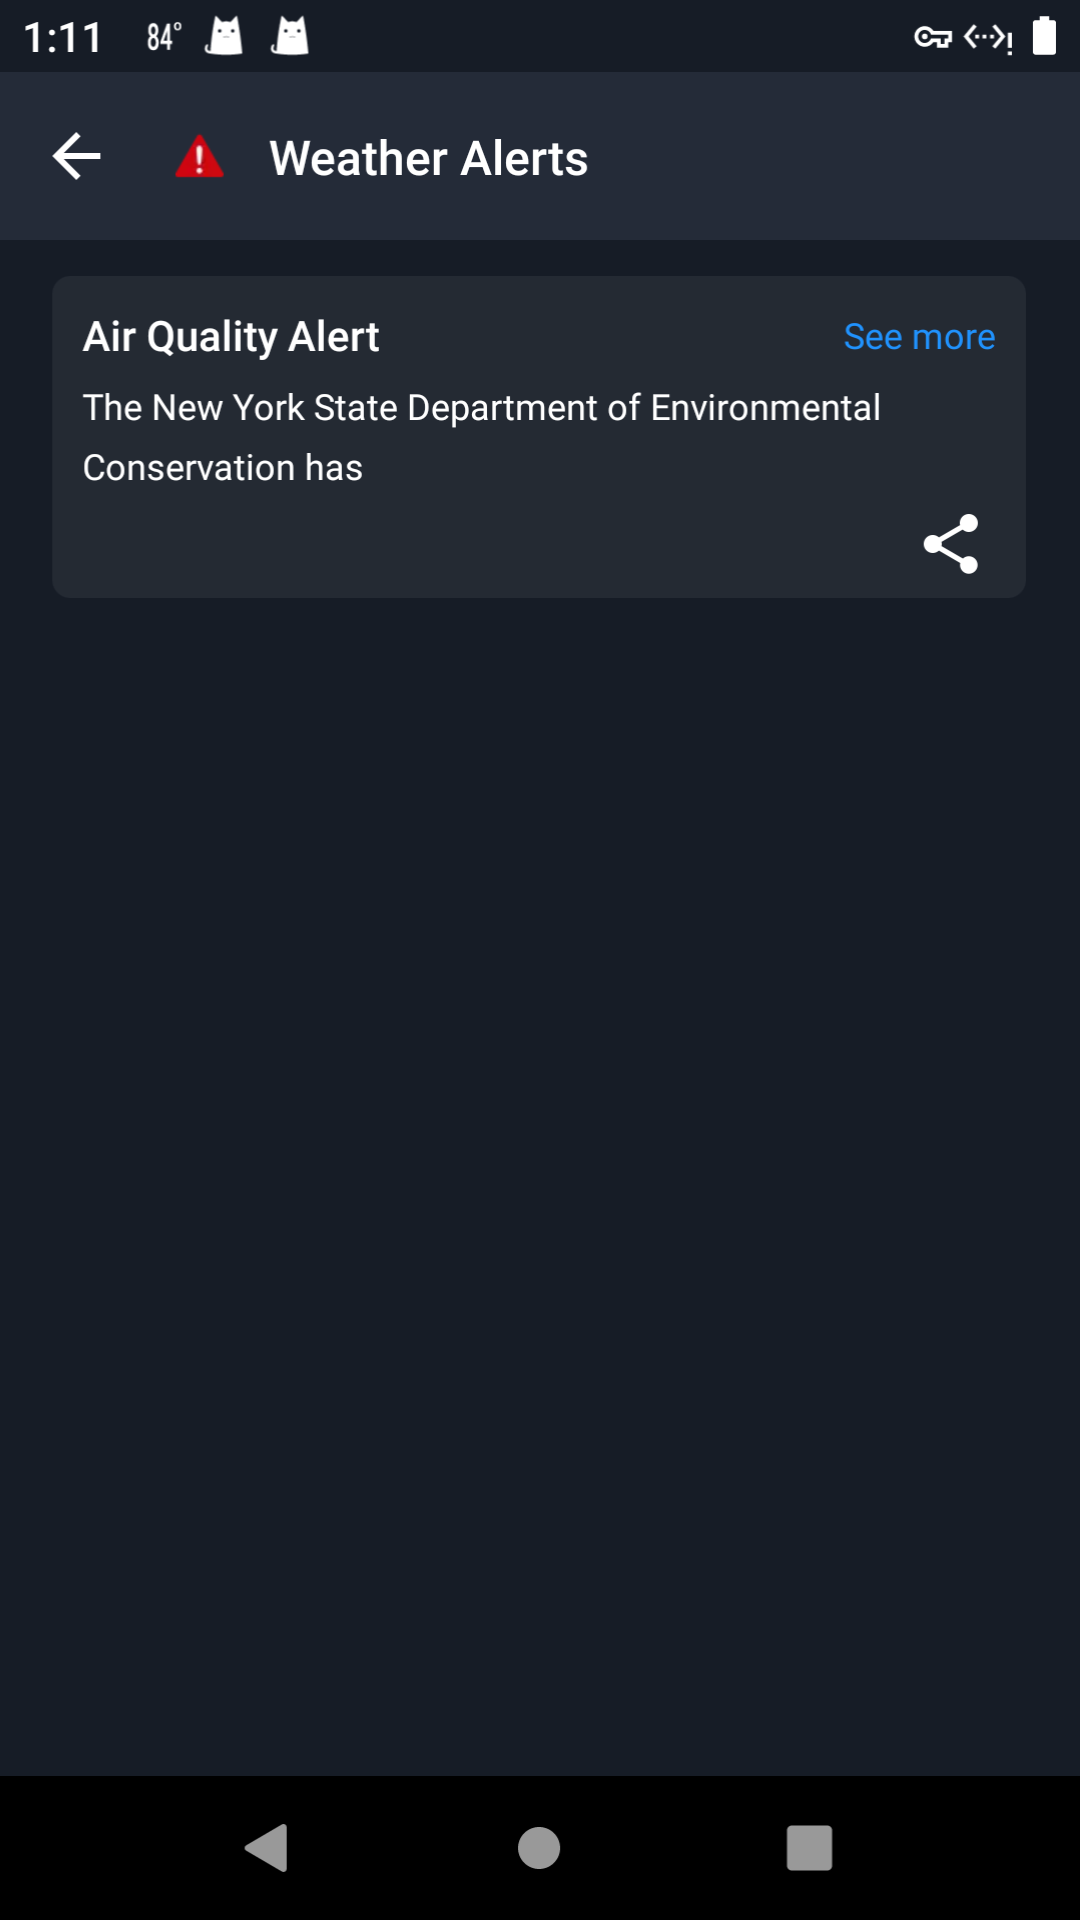 1:11 84°
Weather Alerts
Air Quality Alert See more
The New York State Department of Environmental
Conservation has